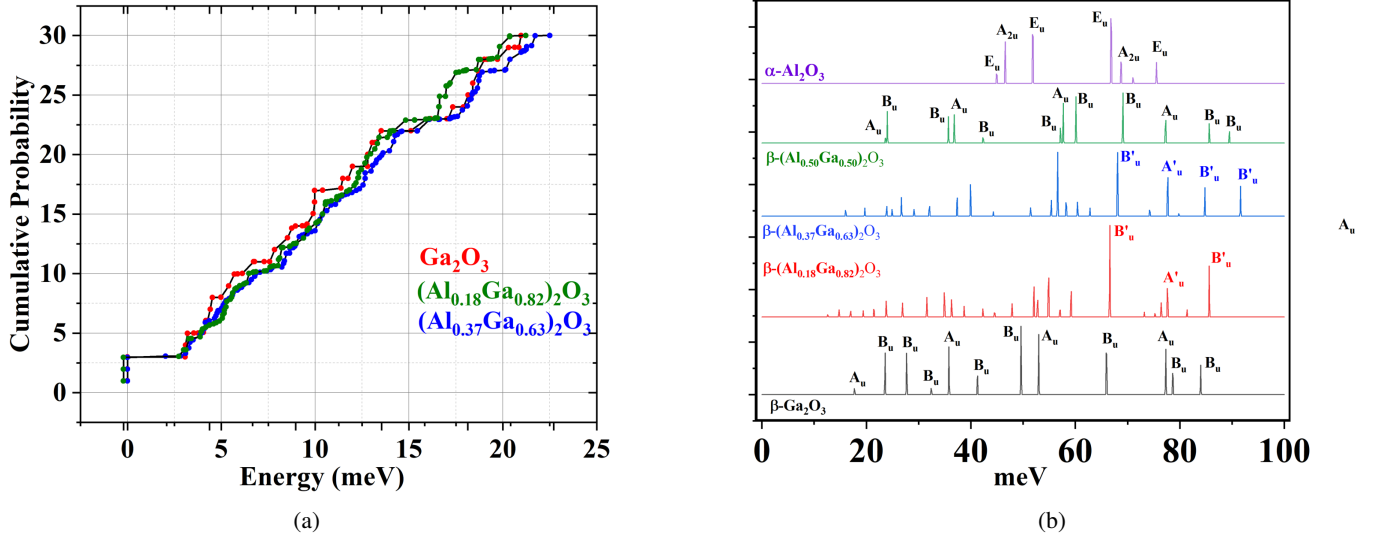 Cumulative Probability
30
25
20
15
10
5
0
Ga₂O₃
(Al₀.₁₈Ga₀.₈₂)₂O₃
(Al₀.₃₇Ga₀.₆₃)₂O₃
0 5 10 15 20 25
Energy (meV)
(a)
Eᵤ A₂ᵤ Eᵤ Eᵤ A₂ᵤ Eᵤ
α-Al₂O₃
Aᵤ Bᵤ Bᵤ Aᵤ Bᵤ Bᵤ Aᵤ Bᵤ Bᵤ Aᵤ Bᵤ Bᵤ
β-(Al₀.₅₀Ga₀.₅₀)₂O₃
B'ᵤ A'ᵤ B'ᵤ B'ᵤ
β-(Al₀.₃₇Ga₀.₆₃)₂O₃
Aᵤ
β-(Al₀.₁₈Ga₀.₈₂)₂O₃
B'ᵤ A'ᵤ B'ᵤ
Aᵤ Bᵤ Bᵤ Bᵤ Aᵤ Bᵤ Bᵤ Aᵤ Bᵤ Aᵤ Bᵤ Bᵤ
β-Ga₂O₃
0 20 40 60 80 100
meV
(b)